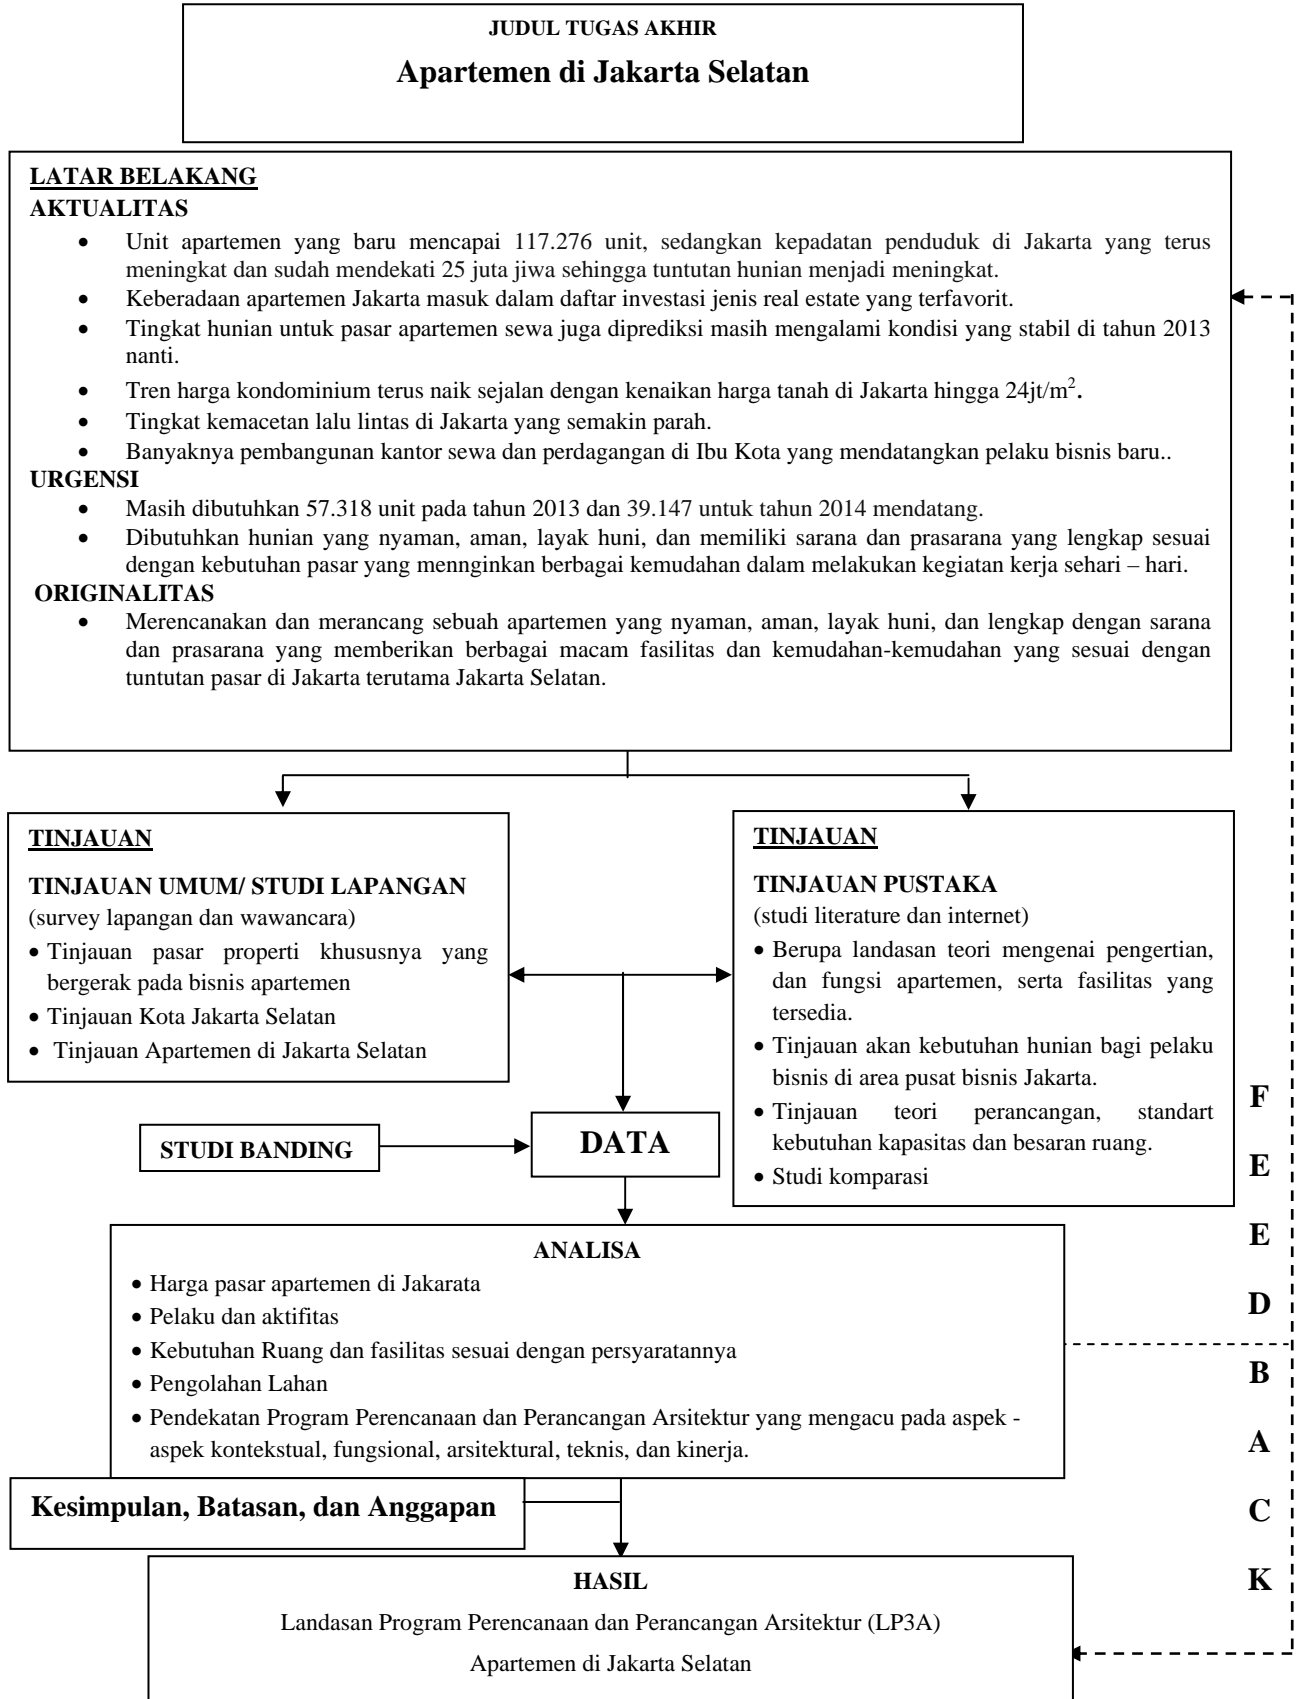 JUDUL TUGAS AKHIR
Apartemen di Jakarta Selatan
LATAR BELAKANG
AKTUALITAS
• Unit apartemen yang baru mencapai 117.276 unit, sedangkan kepadatan penduduk di Jakarta yang terus
meningkat dan sudah mendekati 25 juta jiwa sehingga tuntutan hunian menjadi meningkat.
• Keberadaan apartemen Jakarta masuk dalam daftar investasi jenis real estate yang terfavorit.
• Tingkat hunian untuk pasar apartemen sewa juga diprediksi masih mengalami kondisi yang stabil di tahun 2013
nanti.
• Tren harga kondominium terus naik sejalan dengan kenaikan harga tanah di Jakarta hingga 24jt/m².
• Tingkat kemacetan lalu lintas di Jakarta yang semakin parah.
• Banyaknya pembangunan kantor sewa dan perdagangan di Ibu Kota yang mendatangkan pelaku bisnis baru..
URGENSI
• Masih dibutuhkan 57.318 unit pada tahun 2013 dan 39.147 untuk tahun 2014 mendatang.
• Dibutuhkan hunian yang nyaman, aman, layak huni, dan memiliki sarana dan prasarana yang lengkap sesuai
dengan kebutuhan pasar yang mennginkan berbagai kemudahan dalam melakukan kegiatan kerja sehari – hari.
ORIGINALITAS
• Merencanakan dan merancang sebuah apartemen yang nyaman, aman, layak huni, dan lengkap dengan sarana
dan prasarana yang memberikan berbagai macam fasilitas dan kemudahan-kemudahan yang sesuai dengan
tuntutan pasar di Jakarta terutama Jakarta Selatan.
TINJAUAN
TINJAUAN UMUM/ STUDI LAPANGAN
(survey lapangan dan wawancara)
• Tinjauan pasar properti khususnya yang
bergerak pada bisnis apartemen
• Tinjauan Kota Jakarta Selatan
• Tinjauan Apartemen di Jakarta Selatan
TINJAUAN
TINJAUAN PUSTAKA
(studi literature dan internet)
• Berupa landasan teori mengenai pengertian,
dan fungsi apartemen, serta fasilitas yang
tersedia.
• Tinjauan akan kebutuhan hunian bagi pelaku
bisnis di area pusat bisnis Jakarta.
• Tinjauan teori perancangan, standart
kebutuhan kapasitas dan besaran ruang.
• Studi komparasi
STUDI BANDING
DATA
ANALISA
• Harga pasar apartemen di Jakarata
• Pelaku dan aktifitas
• Kebutuhan Ruang dan fasilitas sesuai dengan persyaratannya
• Pengolahan Lahan
• Pendekatan Program Perencanaan dan Perancangan Arsitektur yang mengacu pada aspek -
aspek kontekstual, fungsional, arsitektural, teknis, dan kinerja.
Kesimpulan, Batasan, dan Anggapan
HASIL
Landasan Program Perencanaan dan Perancangan Arsitektur (LP3A)
Apartemen di Jakarta Selatan
F
E
E
D
B
A
C
K